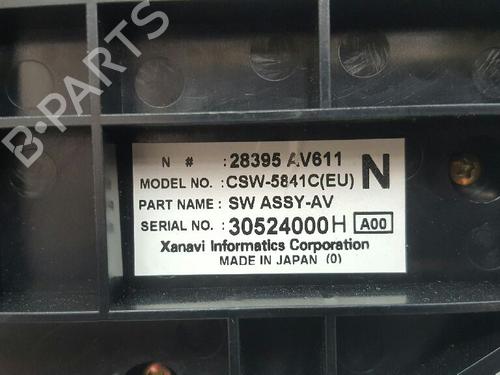 B-PARTS
N # : 28395 AV611
MODEL NO. : CSW-5841C(EU) N
PART NAME : SW ASSY-AV
SERIAL NO. : 30524000H A00
Xanavi Informatics Corporation
MADE IN JAPAN (0)